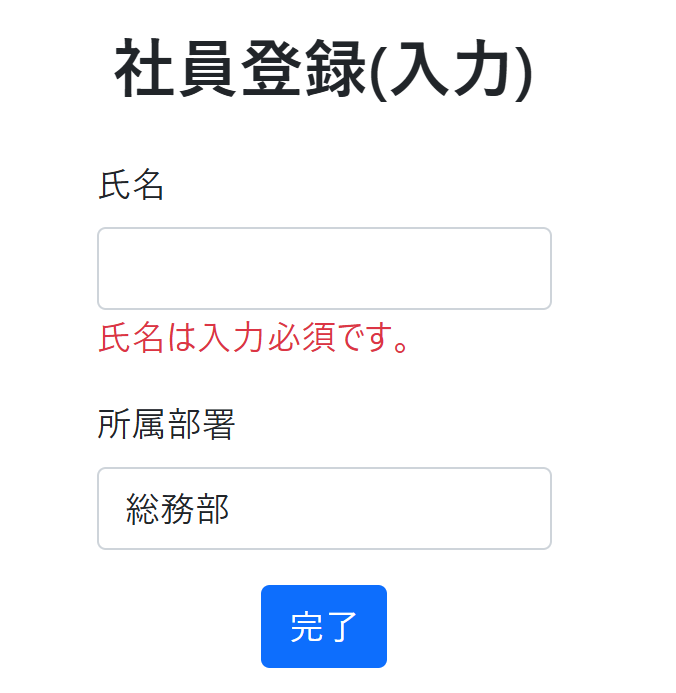 社員登録(入力)
氏名
氏名は入力必須です。
所属部署
総務部
完了